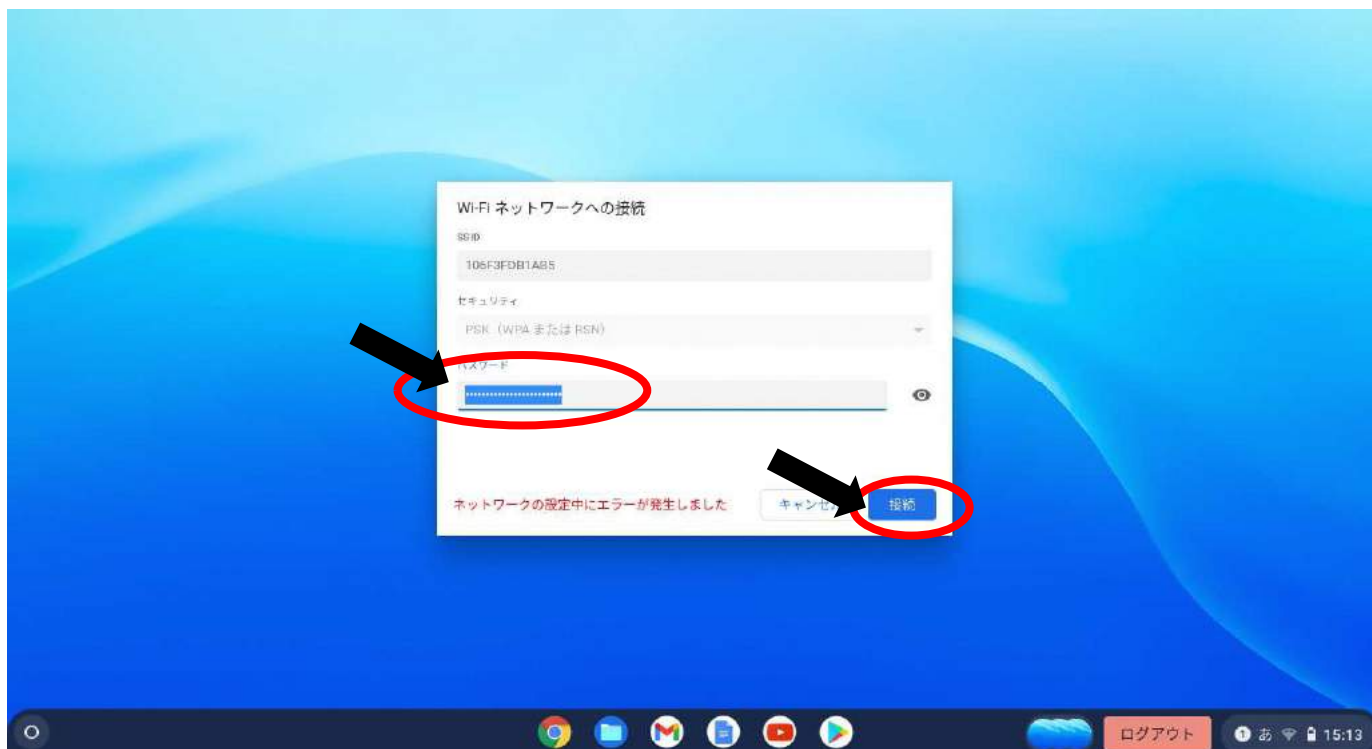 Wi-Fi ネットワークへの接続
SSID
106F3FDB1AB5
セキュリティ
PSK（WPA または RSN）
パスワード
ネットワークの設定中にエラーが発生しました
キャンセル
接続
ログアウト
1 あ 15:13